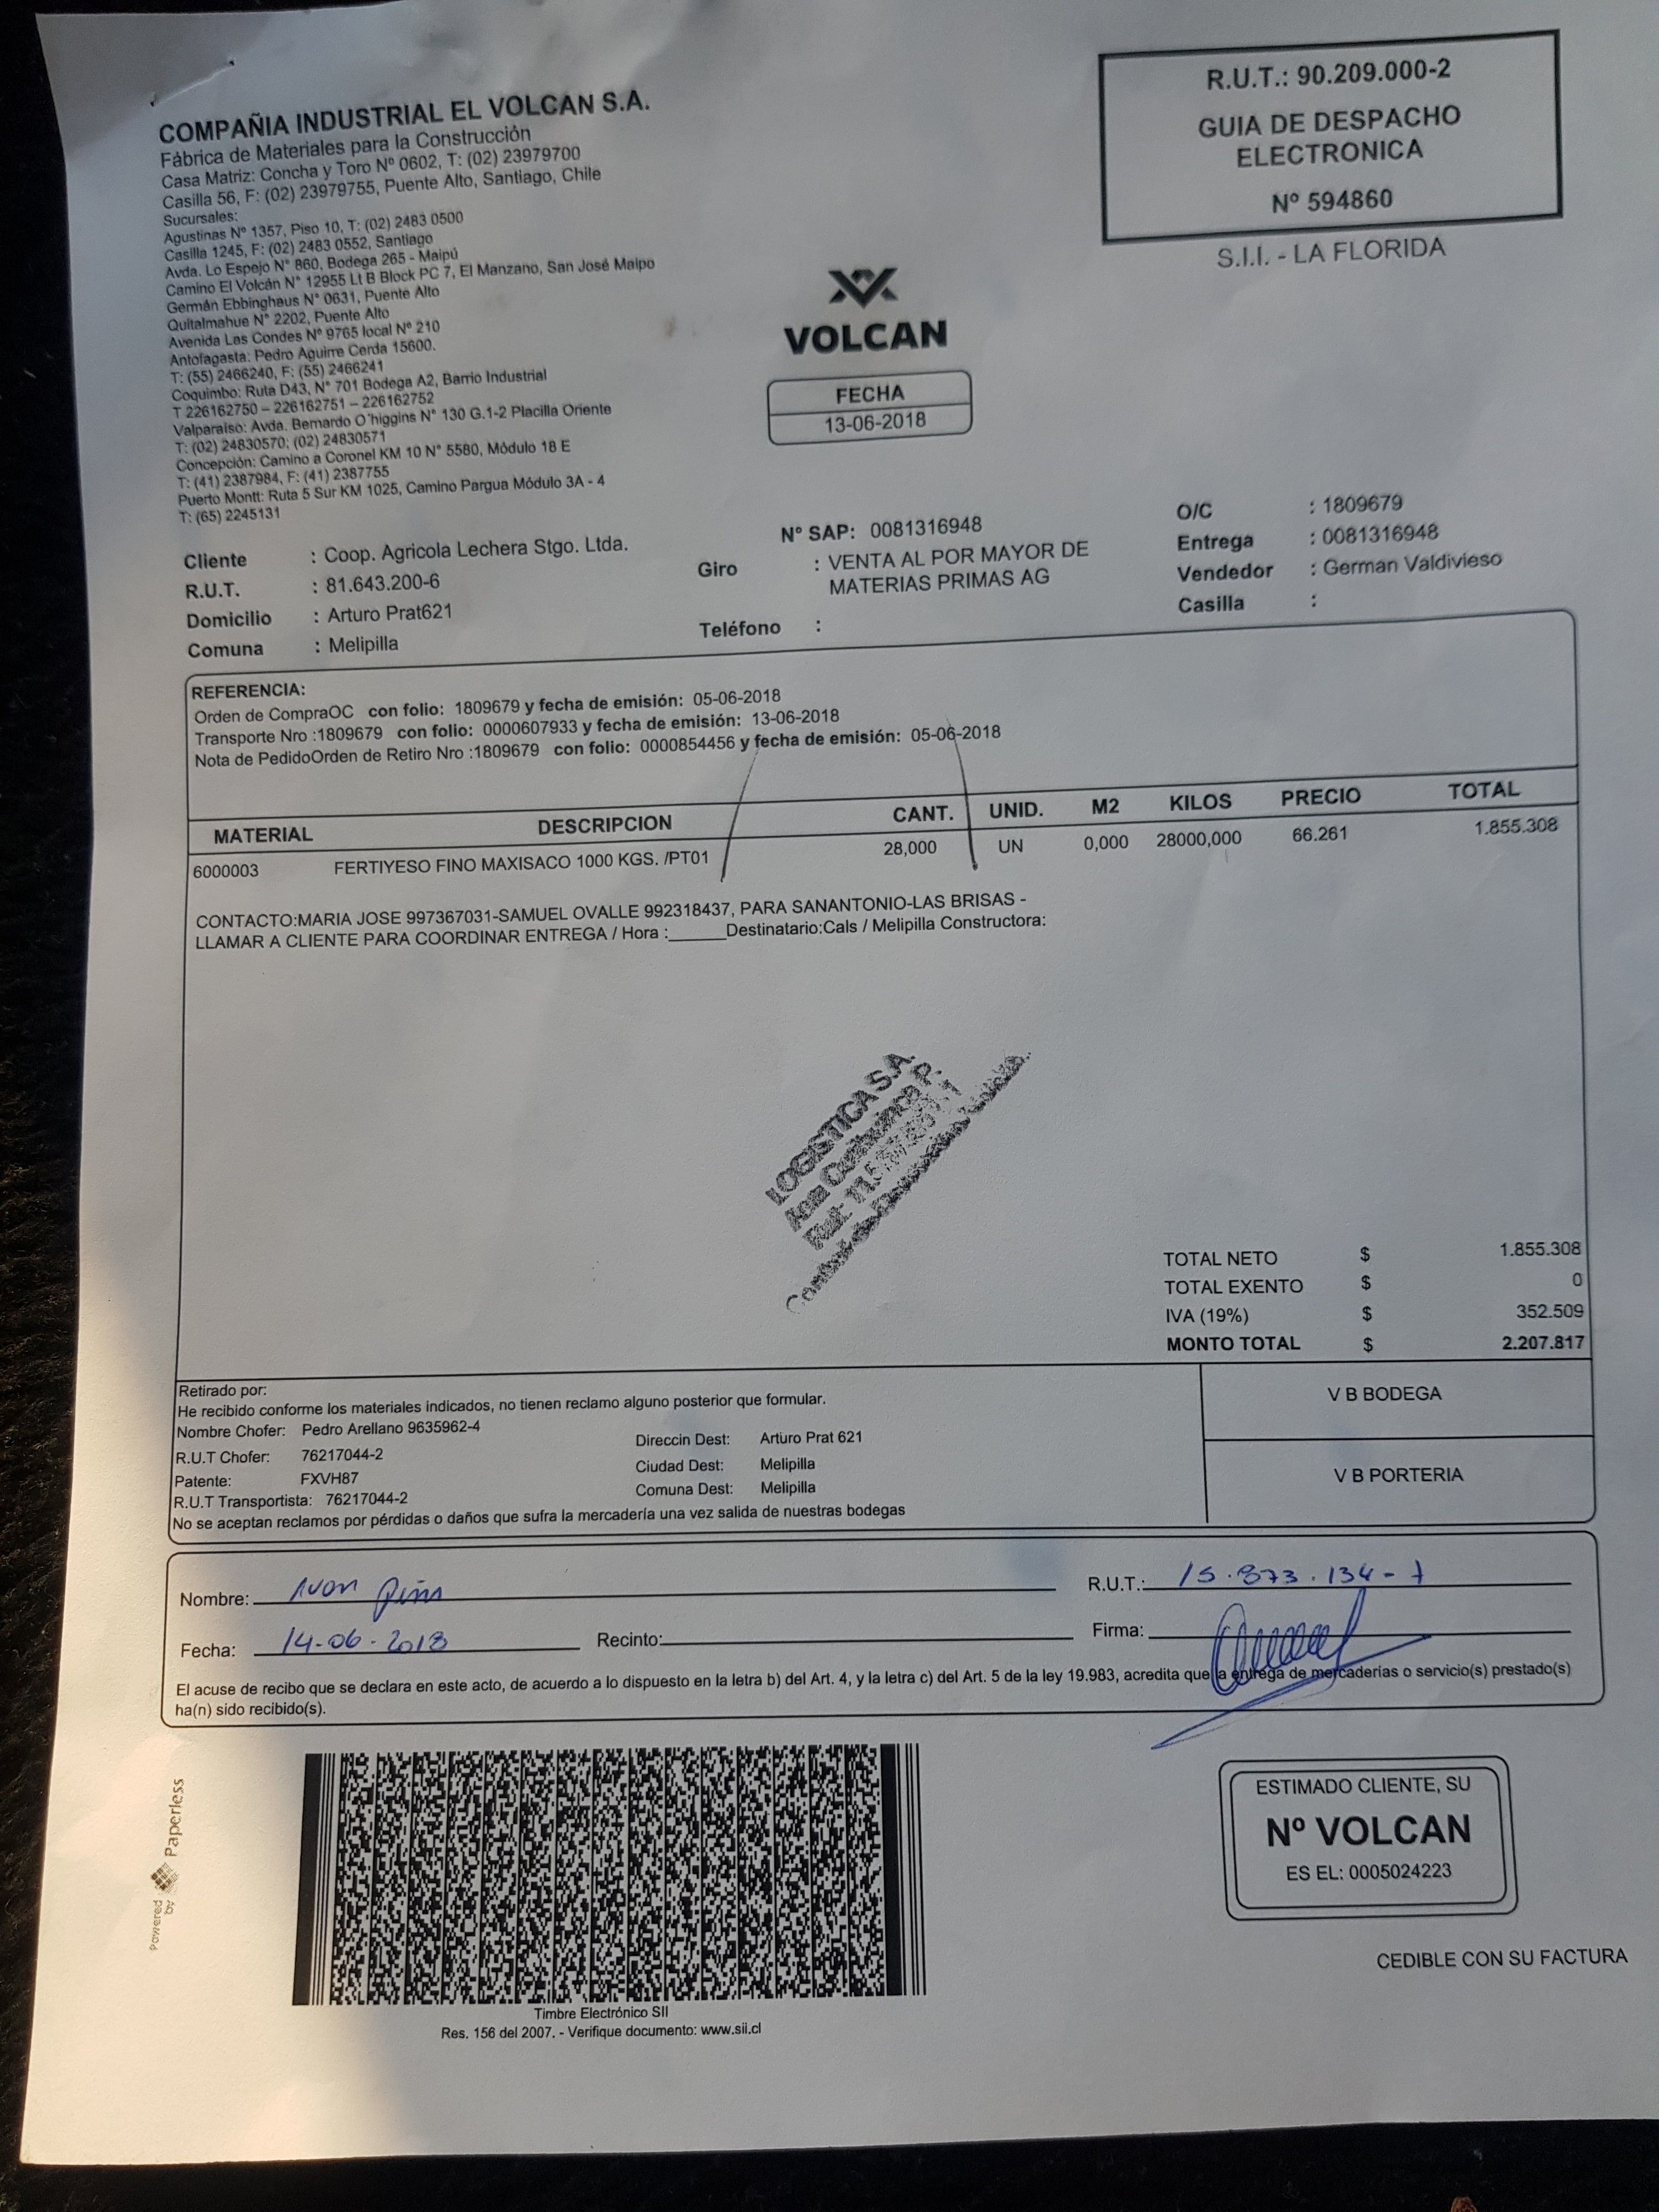 COMPAÑIA INDUSTRIAL EL VOLCAN S.A.
Fábrica de Materiales para la Construcción
Casa Matriz: Concha y Toro Nº 0602, T: (02) 23979700
Casilla 56, F: (02) 23979755, Puente Alto, Santiago, Chile
Sucursales:
Agustinas Nº 1357, Piso 10, T: (02) 2483 0500
Casilla 1245, F: (02) 2483 0552, Santiago
Avda. Lo Espejo N° 860, Bodega 265 - Maipú
Camino El Volcán N° 12955 Lt B Block PC 7, El Manzano, San José Maipo
Germán Ebbinghaus N° 0631, Puente Alto
Quitalmahue N° 2202, Puente Alto
Avenida Las Condes Nº 9765 local Nº 210
Antofagasta: Pedro Aguirre Cerda 15600.
T: (55) 2466240, F: (55) 2466241
Coquimbo: Ruta D43, N° 701 Bodega A2, Barrio Industrial
T 226162750 – 226162751 – 226162752
Valparaiso: Avda. Bernardo O´higgins N° 130 G.1-2 Placilla Oriente
T: (02) 24830570; (02) 24830571
Concepción: Camino a Coronel KM 10 N° 5580, Módulo 18 E
T: (41) 2387984, F: (41) 2387755
Puerto Montt: Ruta 5 Sur KM 1025, Camino Pargua Módulo 3A - 4
T: (65) 2245131
R.U.T.: 90.209.000-2
GUIA DE DESPACHO
ELECTRONICA
Nº 594860
S.I.I. - LA FLORIDA
VOLCAN
FECHA
13-06-2018
Cliente : Coop. Agricola Lechera Stgo. Ltda.
R.U.T. : 81.643.200-6
Domicilio : Arturo Prat621
Comuna : Melipilla
Nº SAP: 0081316948
Giro : VENTA AL POR MAYOR DE
MATERIAS PRIMAS AG
Teléfono :
O/C : 1809679
Entrega : 0081316948
Vendedor : German Valdivieso
Casilla :
REFERENCIA:
Orden de CompraOC con folio: 1809679 y fecha de emisión: 05-06-2018
Transporte Nro :1809679 con folio: 0000607933 y fecha de emisión: 13-06-2018
Nota de PedidoOrden de Retiro Nro :1809679 con folio: 0000854456 y fecha de emisión: 05-06-2018
MATERIAL DESCRIPCION CANT. UNID. M2 KILOS PRECIO TOTAL
6000003 FERTIYESO FINO MAXISACO 1000 KGS. /PT01 28,000 UN 0,000 28000,000 66.261 1.855.308
CONTACTO:MARIA JOSE 997367031-SAMUEL OVALLE 992318437, PARA SANANTONIO-LAS BRISAS -
LLAMAR A CLIENTE PARA COORDINAR ENTREGA / Hora :______Destinatario:Cals / Melipilla Constructora:
LOGISTICA S.A.
TOTAL NETO $ 1.855.308
TOTAL EXENTO $ 0
IVA (19%) $ 352.509
MONTO TOTAL $ 2.207.817
Retirado por:
He recibido conforme los materiales indicados, no tienen reclamo alguno posterior que formular.
Nombre Chofer: Pedro Arellano 9635962-4
R.U.T Chofer: 76217044-2
Patente: FXVH87
R.U.T Transportista: 76217044-2
Direccin Dest: Arturo Prat 621
Ciudad Dest: Melipilla
Comuna Dest: Melipilla
No se aceptan reclamos por pérdidas o daños que sufra la mercadería una vez salida de nuestras bodegas
V B BODEGA
V B PORTERIA
Nombre: Ivan
R.U.T.: 15.873.134-7
Fecha: 14-06-2018 Recinto: Firma:
El acuse de recibo que se declara en este acto, de acuerdo a lo dispuesto en la letra b) del Art. 4, y la letra c) del Art. 5 de la ley 19.983, acredita que la entrega de mercaderías o servicio(s) prestado(s)
ha(n) sido recibido(s).
Powered by Paperless
Timbre Electrónico SII
Res. 156 del 2007. - Verifique documento: www.sii.cl
ESTIMADO CLIENTE, SU
Nº VOLCAN
ES EL: 0005024223
CEDIBLE CON SU FACTURA